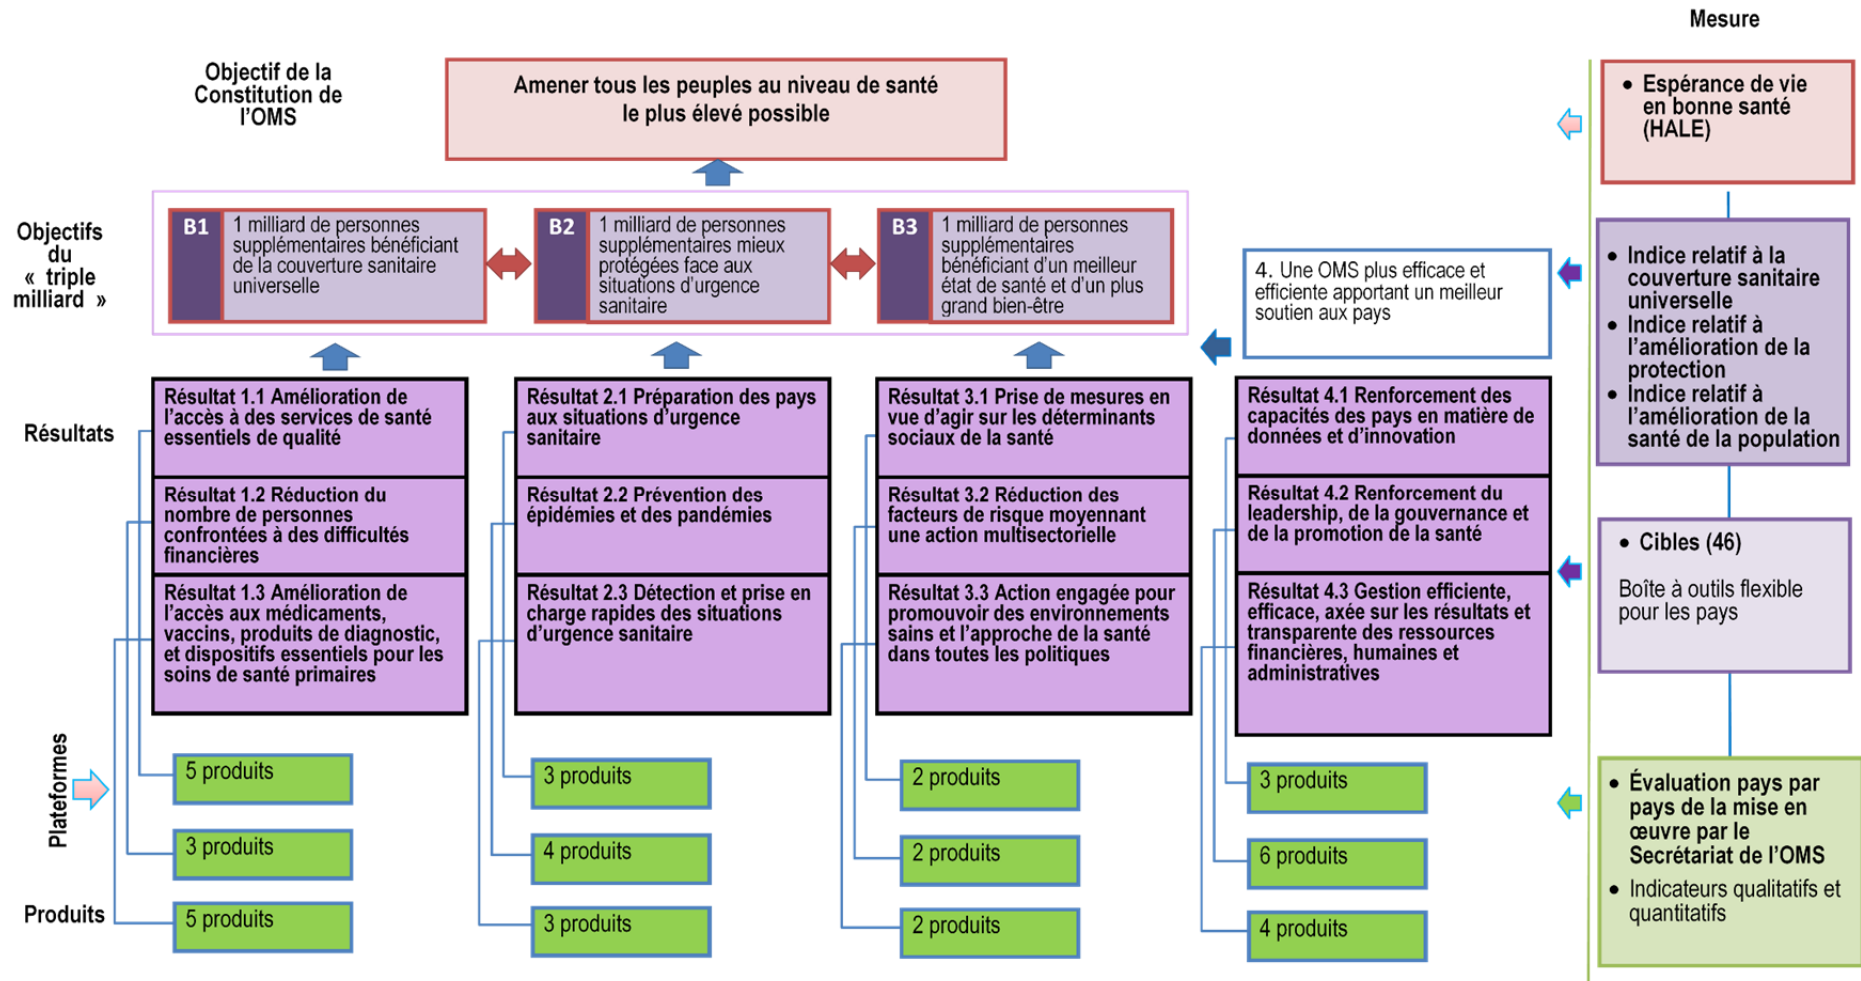 Mesure
Objectif de la
Constitution de
l'OMS
Amener tous les peuples au niveau de santé
le plus élevé possible
• Espérance de vie
en bonne santé
(HALE)
Objectifs
du
« triple
milliard »
B1
1 milliard de personnes
supplémentaires bénéficiant
de la couverture sanitaire
universelle
B2
1 milliard de personnes
supplémentaires mieux
protégées face aux
situations d'urgence
sanitaire
B3
1 milliard de personnes
supplémentaires
bénéficiant d'un meilleur
état de santé et d'un plus
grand bien-être
4. Une OMS plus efficace et
efficiente apportant un meilleur
soutien aux pays
• Indice relatif à la
couverture sanitaire
universelle
• Indice relatif à
l'amélioration de la
protection
• Indice relatif à
l'amélioration de la
santé de la population
Résultats
Résultat 1.1 Amélioration de
l'accès à des services de santé
essentiels de qualité
Résultat 2.1 Préparation des pays
aux situations d'urgence
sanitaire
Résultat 3.1 Prise de mesures en
vue d'agir sur les déterminants
sociaux de la santé
Résultat 4.1 Renforcement des
capacités des pays en matière de
données et d'innovation
Résultat 1.2 Réduction du
nombre de personnes
confrontées à des difficultés
financières
Résultat 2.2 Prévention des
épidémies et des pandémies
Résultat 3.2 Réduction des
facteurs de risque moyennant
une action multisectorielle
Résultat 4.2 Renforcement du
leadership, de la gouvernance et
de la promotion de la santé
• Cibles (46)
Boîte à outils flexible
pour les pays
Résultat 1.3 Amélioration de
l'accès aux médicaments,
vaccins, produits de diagnostic,
et dispositifs essentiels pour les
soins de santé primaires
Résultat 2.3 Détection et prise en
charge rapides des situations
d'urgence sanitaire
Résultat 3.3 Action engagée pour
promouvoir des environnements
sains et l'approche de la santé
dans toutes les politiques
Résultat 4.3 Gestion efficiente,
efficace, axée sur les résultats et
transparente des ressources
financières, humaines et
administratives
Plateformes
5 produits
3 produits
2 produits
3 produits
3 produits
4 produits
2 produits
6 produits
Produits
5 produits
3 produits
2 produits
4 produits
• Évaluation pays par
pays de la mise en
œuvre par le
Secrétariat de l'OMS
• Indicateurs qualitatifs et
quantitatifs